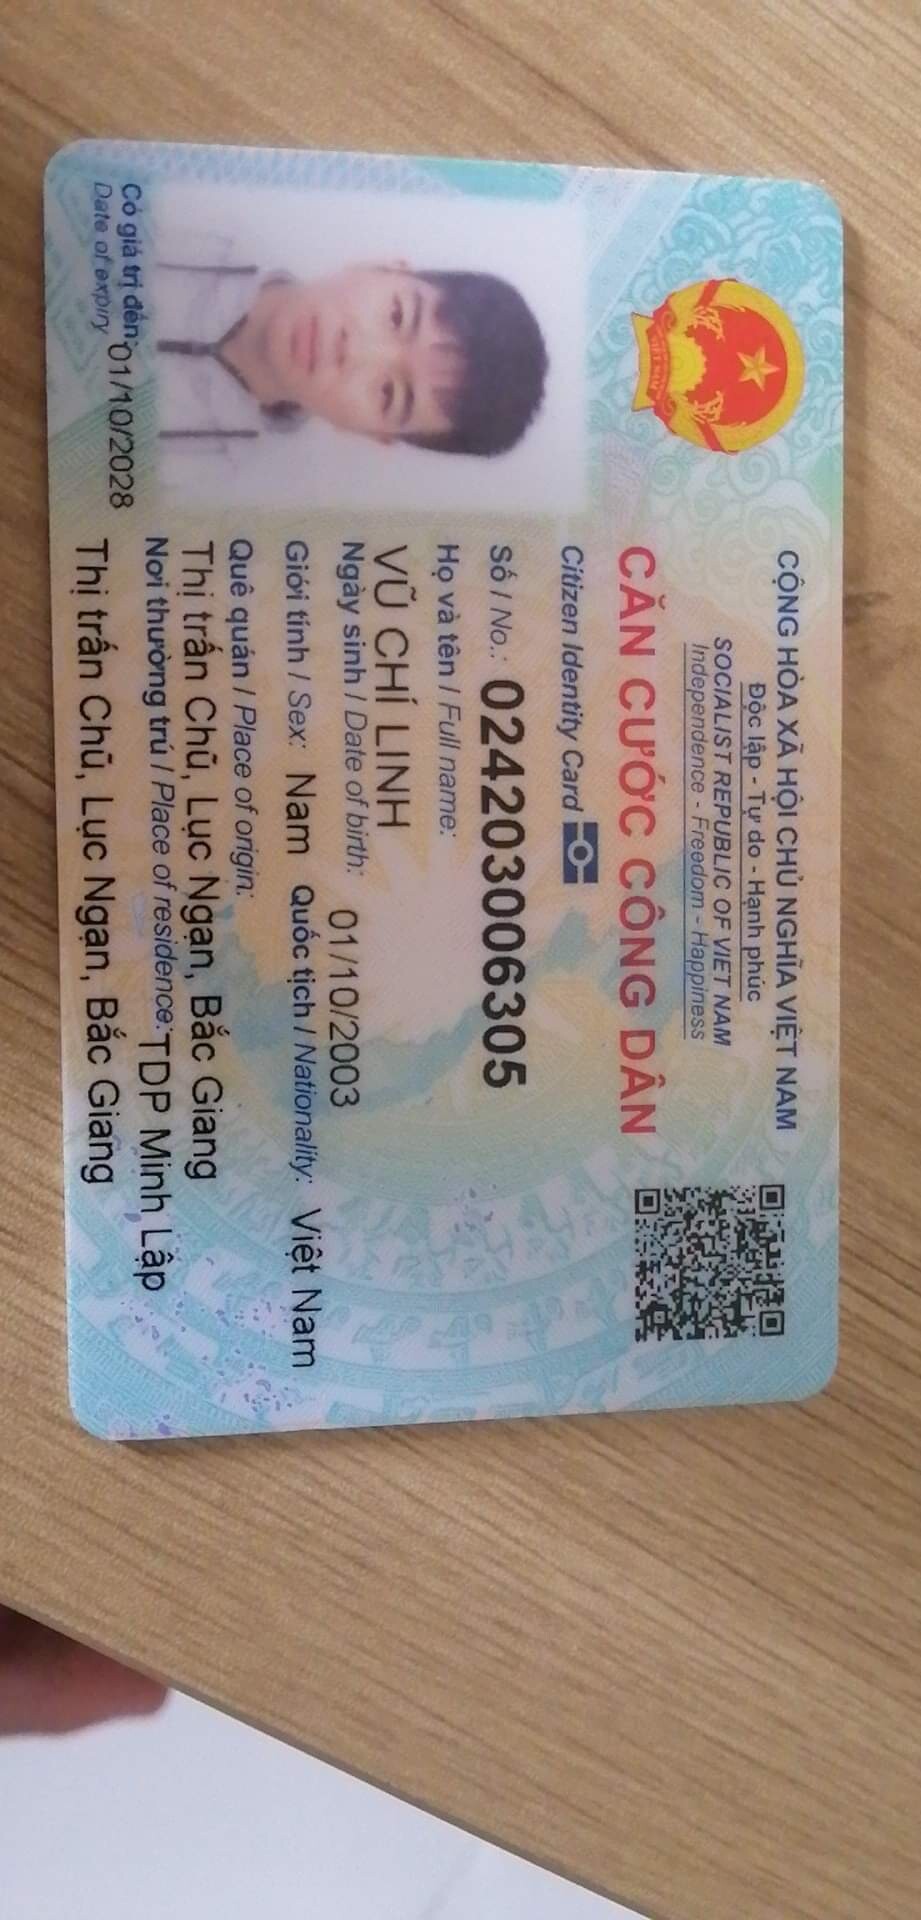 CỘNG HÒA XÃ HỘI CHỦ NGHĨA VIỆT NAM
Độc lập - Tự do - Hạnh phúc
SOCIALIST REPUBLIC OF VIET NAM
Independence - Freedom - Happiness
CĂN CƯỚC CÔNG DÂN
Citizen Identity Card
Số / No.: 024203006305
Họ và tên / Full name:
VŨ CHÍ LINH
Ngày sinh / Date of birth: 01/10/2003
Giới tính / Sex: Nam Quốc tịch / Nationality: Việt Nam
Quê quán / Place of origin:
Thị trấn Chũ, Lục Ngạn, Bắc Giang
Nơi thường trú / Place of residence: TDP Minh Lập
Thị trấn Chũ, Lục Ngạn, Bắc Giang
Có giá trị đến: 01/10/2028
Date of expiry
VIỆT NAM